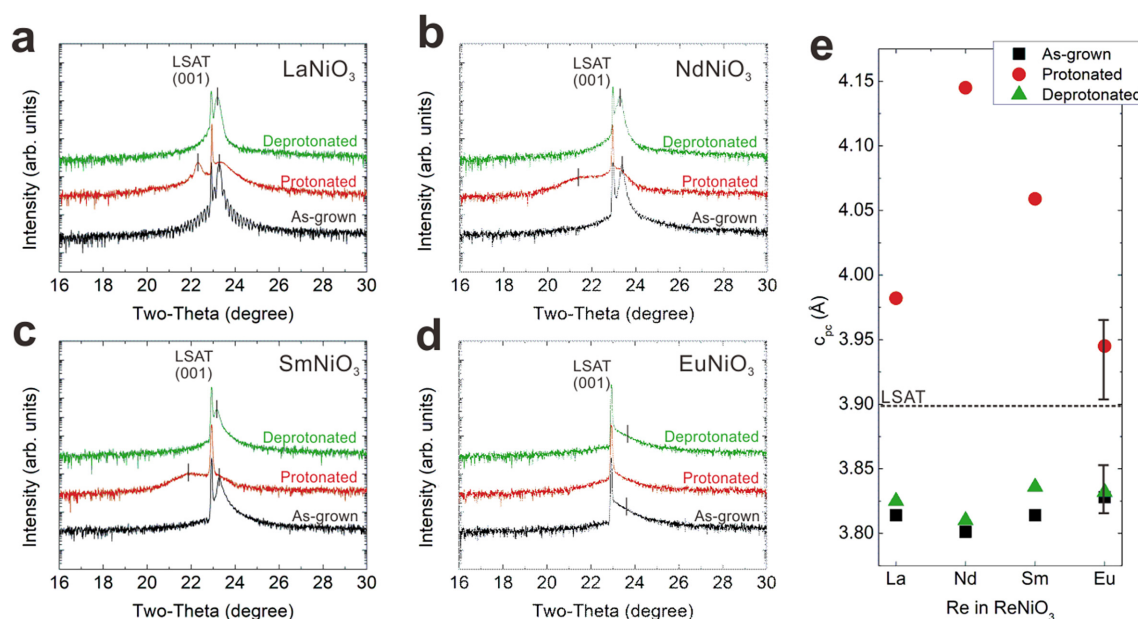 a
LSAT
(001)
LaNiO3
Deprotonated
Protonated
As-grown
Intensity (arb. units)
16 18 20 22 24 26 28 30
Two-Theta (degree)
b
LSAT
(001)
NdNiO3
Deprotonated
Protonated
As-grown
Intensity (arb. units)
16 18 20 22 24 26 28 30
Two-Theta (degree)
c
LSAT
(001)
SmNiO3
Deprotonated
Protonated
As-grown
Intensity (arb. units)
16 18 20 22 24 26 28 30
Two-Theta (degree)
d
LSAT
(001)
EuNiO3
Deprotonated
Protonated
As-grown
Intensity (arb. units)
16 18 20 22 24 26 28 30
Two-Theta (degree)
e
As-grown
Protonated
Deprotonated
4.15
4.10
4.05
4.00
3.95
3.90
3.85
3.80
cpc (Å)
LSAT
La Nd Sm Eu
Re in ReNiO3